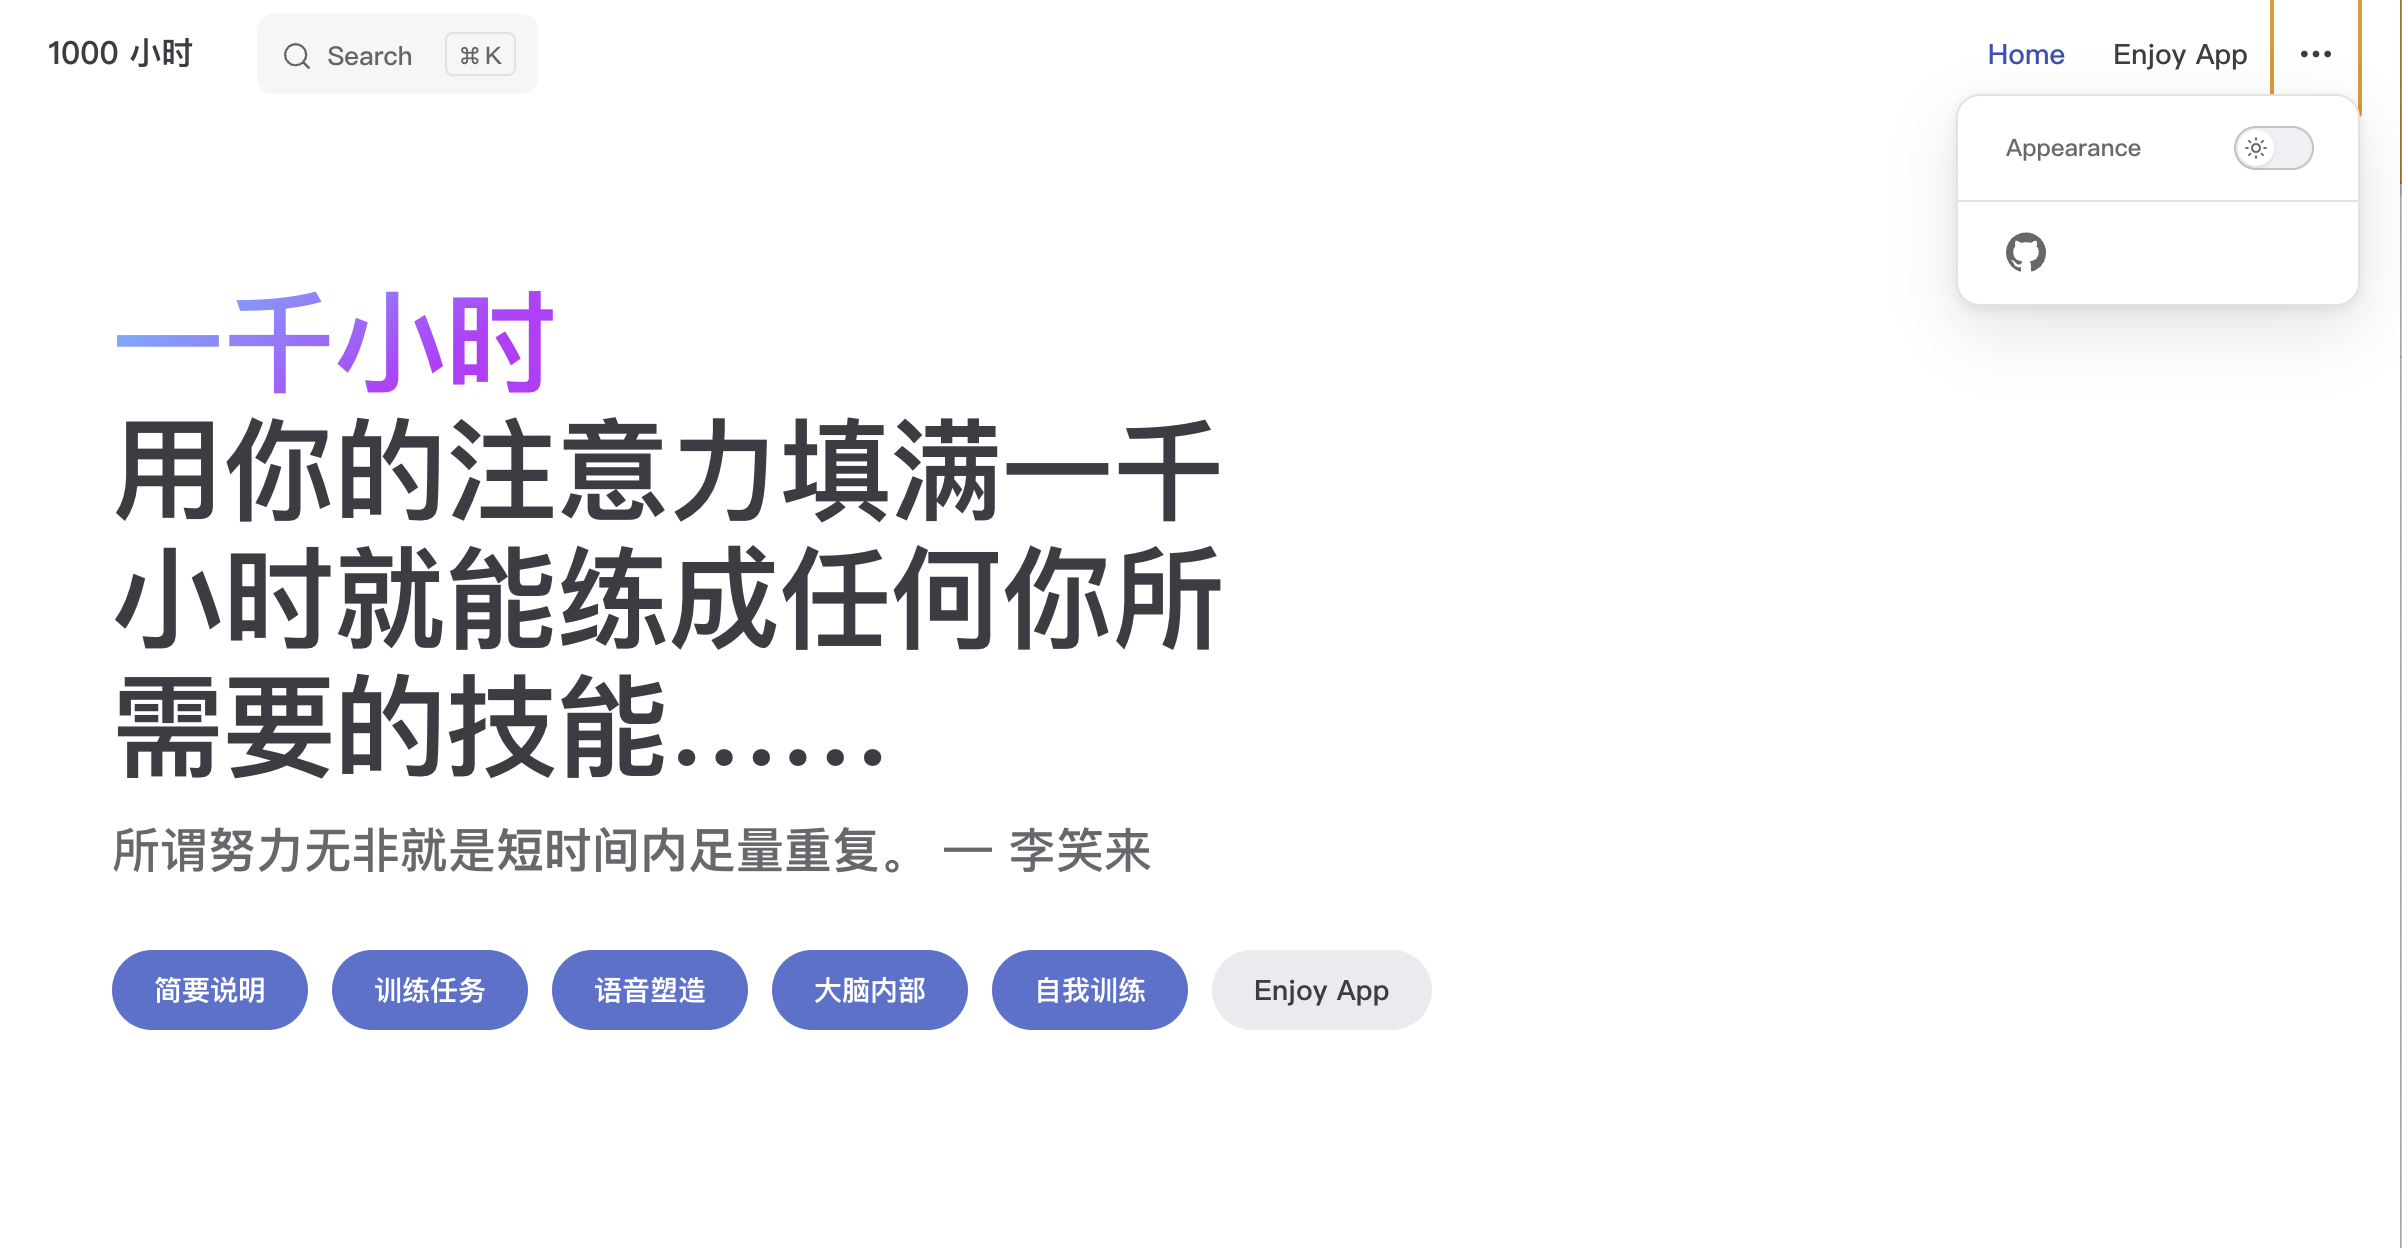 1000 小时
Search
⌘ K
Home
Enjoy App
Appearance
一千小时
用你的注意力填满一千
小时就能练成任何你所
需要的技能……
所谓努力无非就是短时间内足量重复。 — 李笑来
简要说明
训练任务
语音塑造
大脑内部
自我训练
Enjoy App